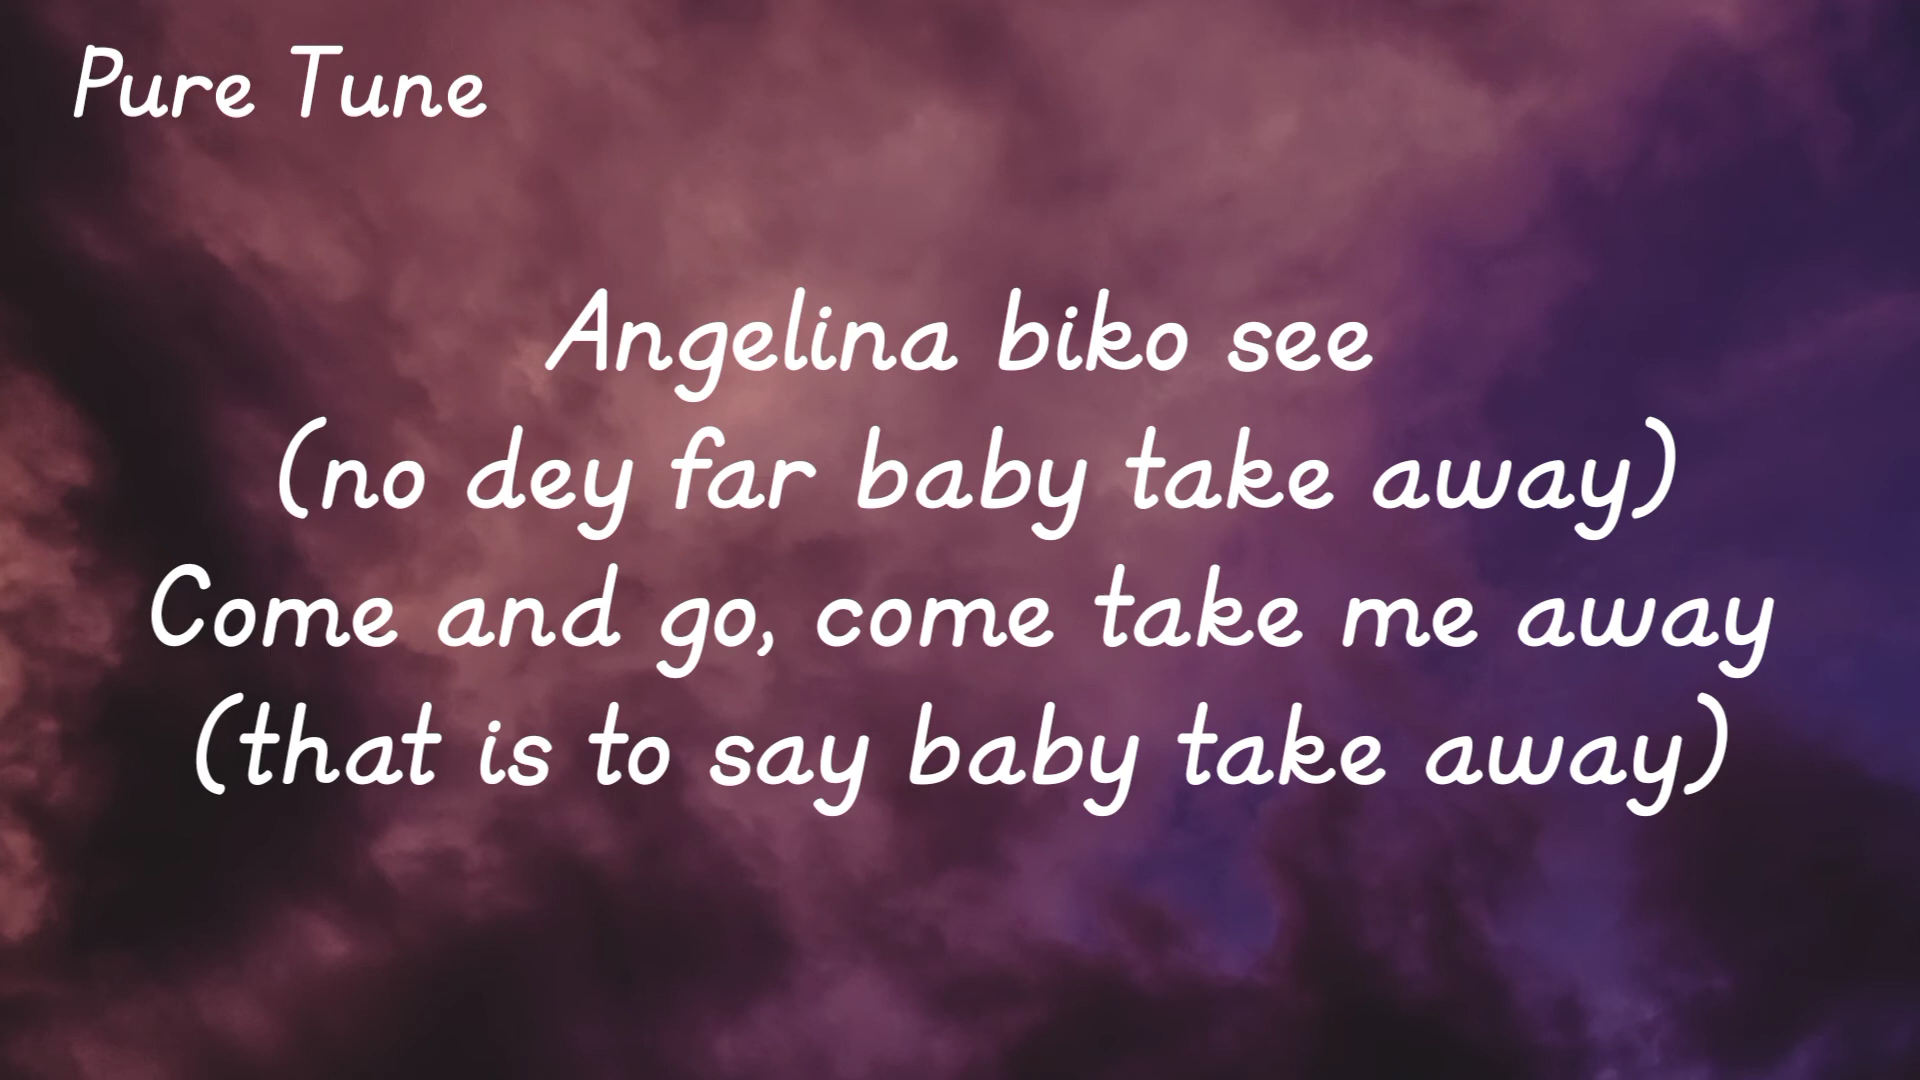 Pure Tune
Angelina biko see
(no dey far baby take away)
Come and go, come take me away
(that is to say baby take away)